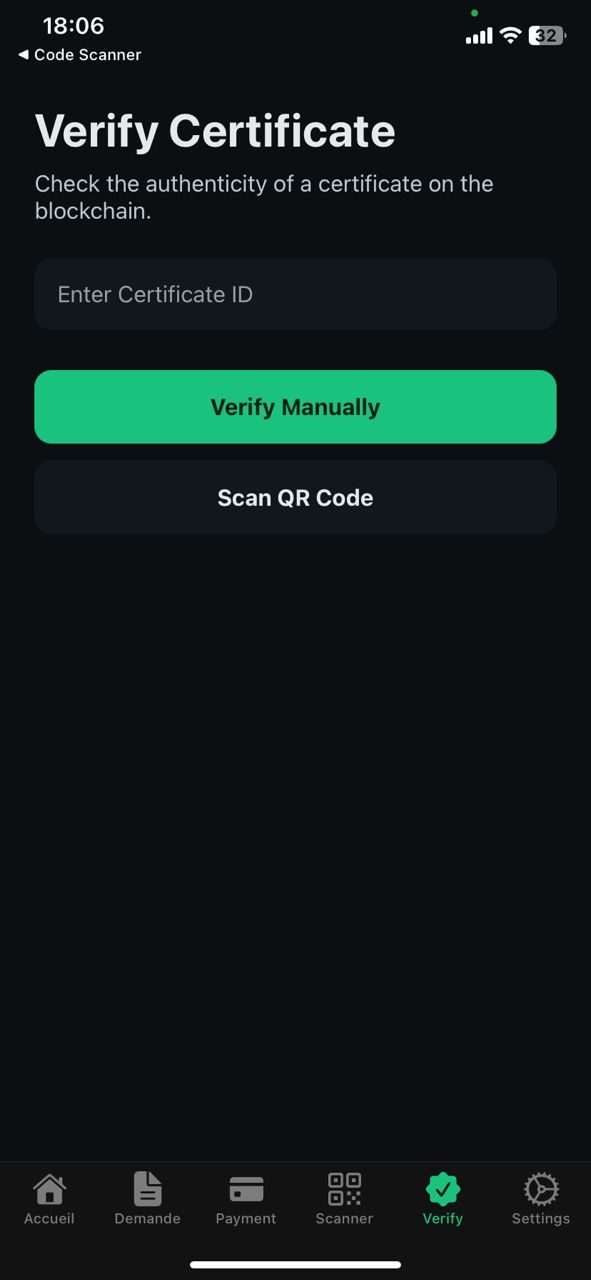 18:06
32
◀ Code Scanner
Verify Certificate
Check the authenticity of a certificate on the
blockchain.
Enter Certificate ID
Verify Manually
Scan QR Code
Accueil
Demande
Payment
Scanner
Verify
Settings